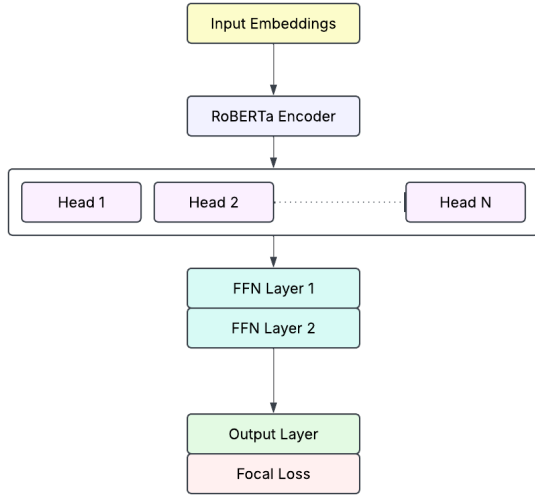 Input Embeddings
RoBERTa Encoder
Head 1 Head 2 Head N
FFN Layer 1
FFN Layer 2
Output Layer
Focal Loss